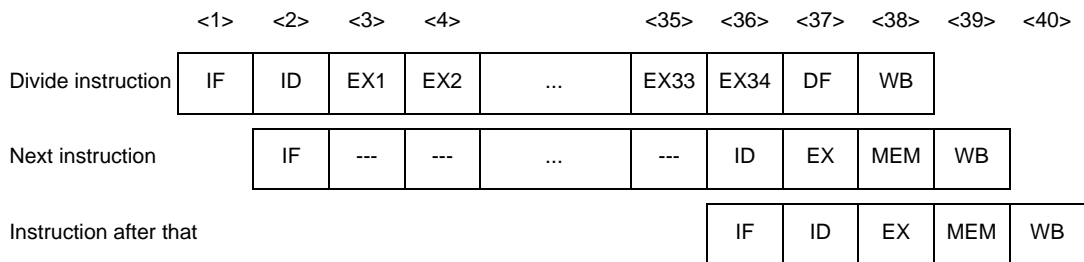 <1> <2> <3> <4> <35> <36> <37> <38> <39> <40>
Divide instruction IF ID EX1 EX2 ... EX33 EX34 DF WB
Next instruction IF --- --- ... --- ID EX MEM WB
Instruction after that IF ID EX MEM WB